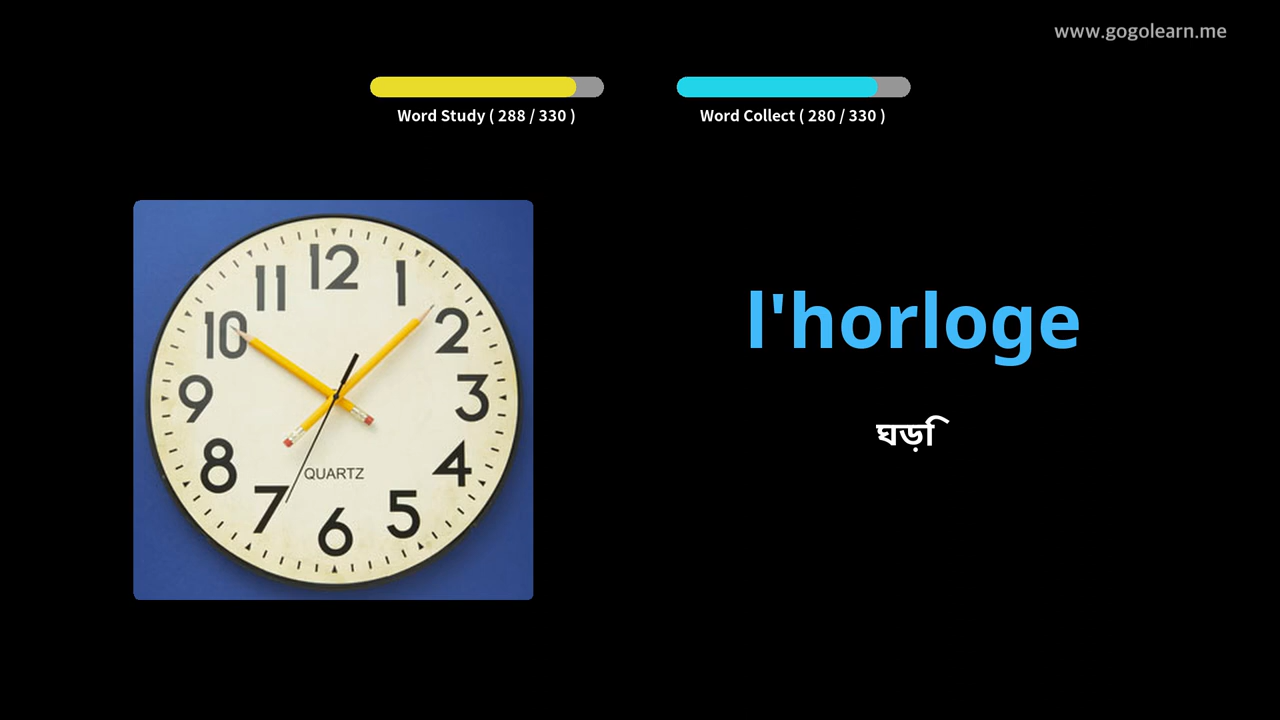 www.gogolearn.me
Word Study ( 288 / 330 )
Word Collect ( 280 / 330 )
12
11
1
10
2
9
3
8
4
7
5
6
QUARTZ
l'horloge
ঘড়ি